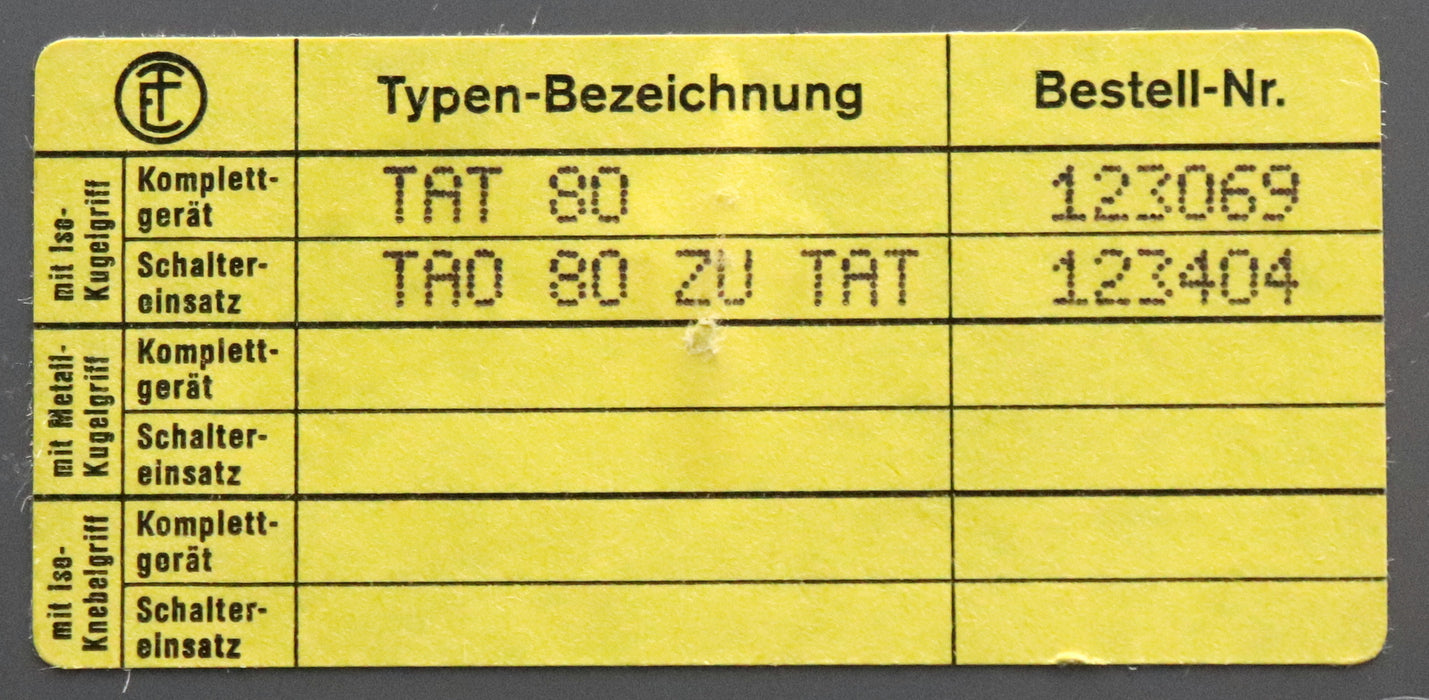 Typen-Bezeichnung Bestell-Nr.
mit Iso-
Kugelgriff
Komplett-
gerät
TAT 80 123069
Schalter-
einsatz
TAO 80 ZU TAT 123404
mit Metall-
Kugelgriff
Komplett-
gerät
Schalter-
einsatz
mit Iso-
Knebelgriff
Komplett-
gerät
Schalter-
einsatz